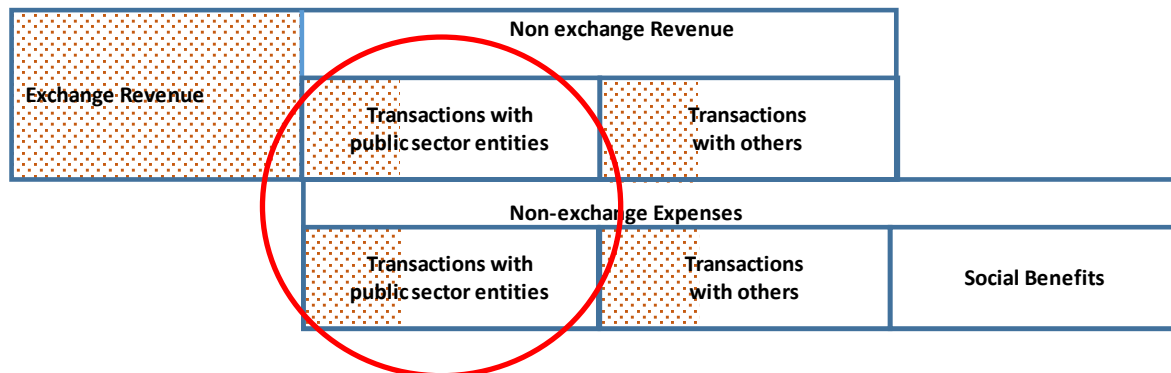 Non exchange Revenue
Exchange Revenue
Transactions with
public sector entities
Transactions
with others
Non-exchange Expenses
Transactions with
public sector entities
Transactions
with others
Social Benefits